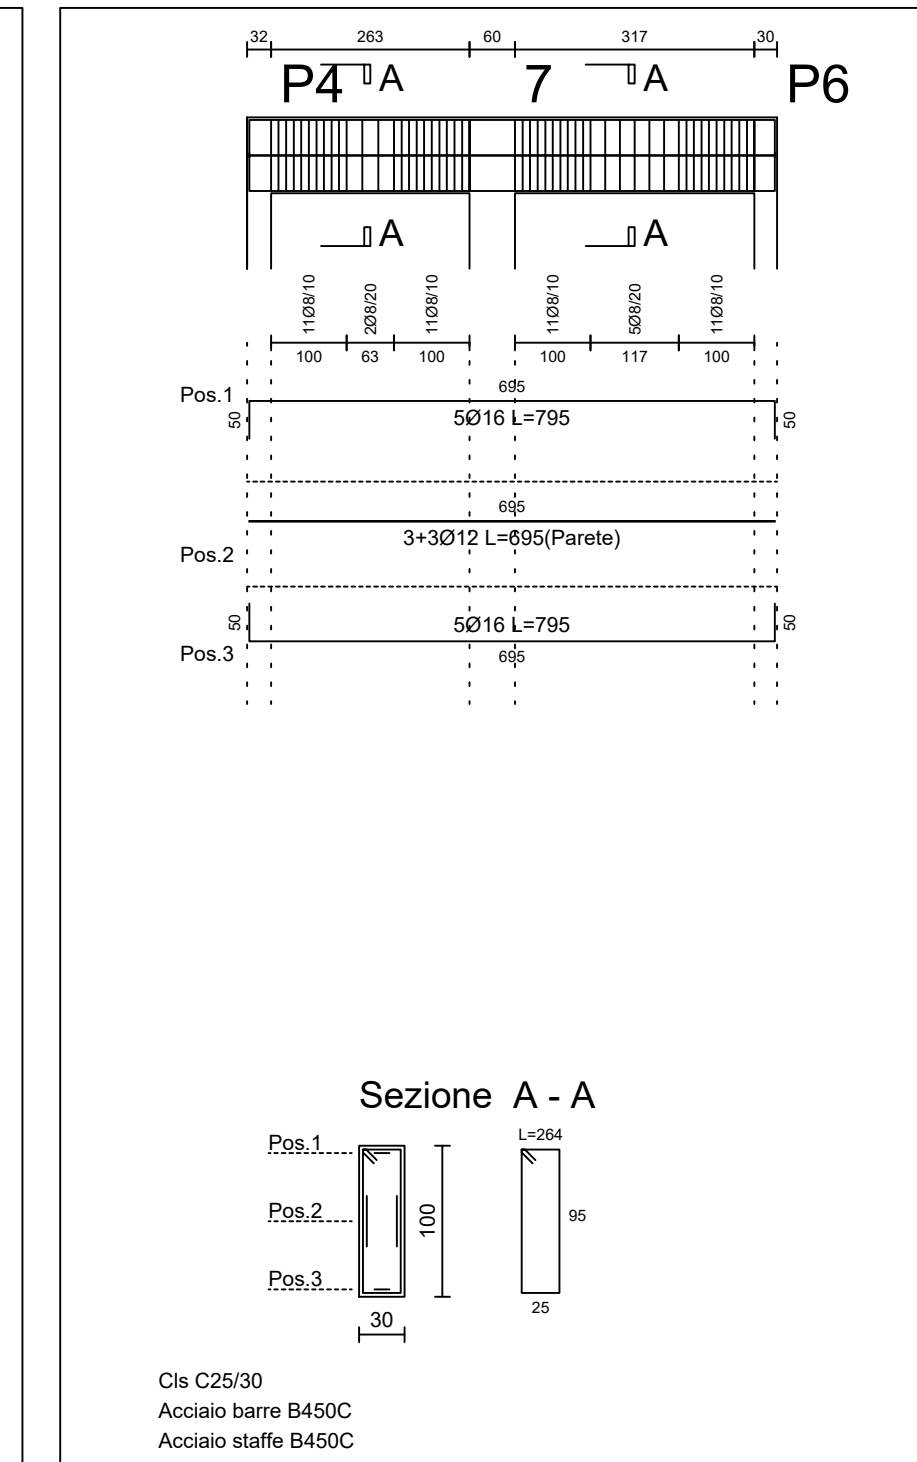 32 263 60 317 30
P4 A 7 A P6
A A
11Ø8/10 2Ø8/20 11Ø8/10 11Ø8/10 5Ø8/20 11Ø8/10
100 63 100 100 117 100
695
Pos.1
50 5Ø16 L=795 50
695
3+3Ø12 L=695(Parete)
Pos.2
50 5Ø16 L=795 50
Pos.3 695
Sezione A - A
Pos.1 L=264
Pos.2 100 95
Pos.3
30 25
Cls C25/30
Acciaio barre B450C
Acciaio staffe B450C